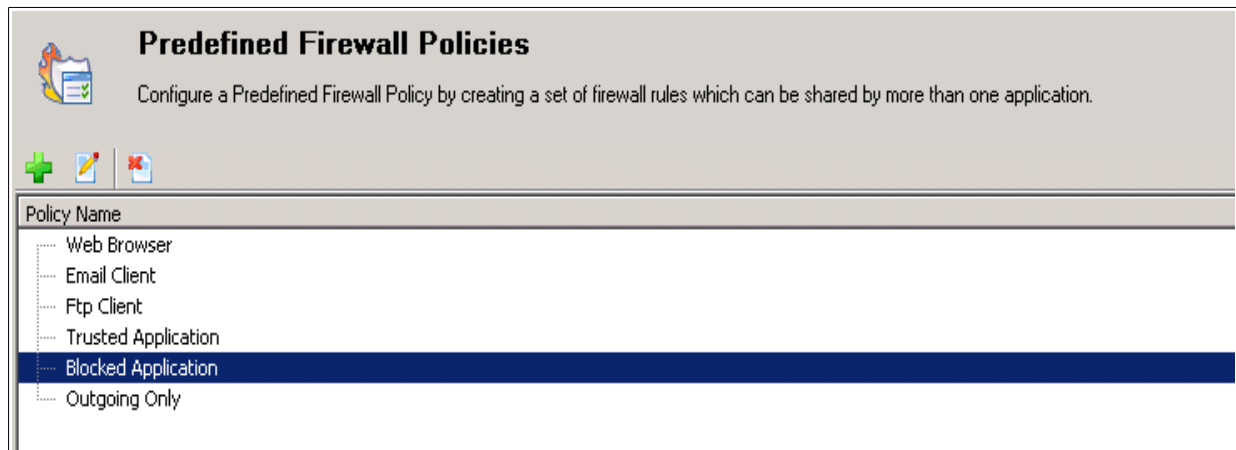 Predefined Firewall Policies
Configure a Predefined Firewall Policy by creating a set of firewall rules which can be shared by more than one application.
Policy Name
Web Browser
Email Client
Ftp Client
Trusted Application
Blocked Application
Outgoing Only